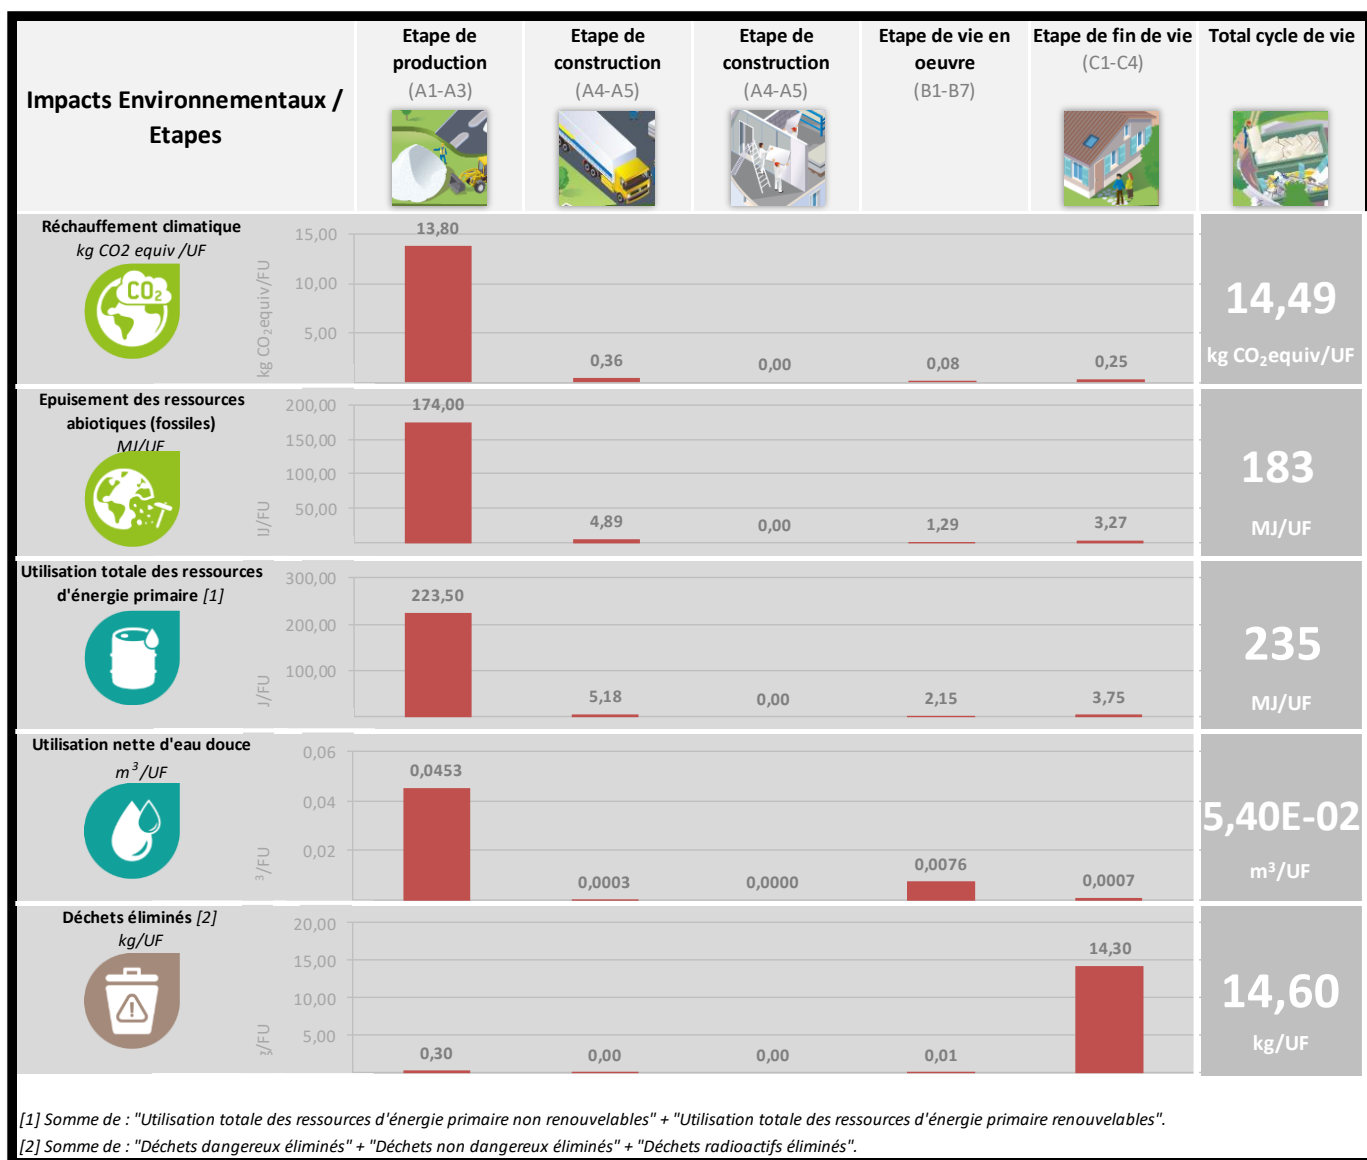 Impacts Environnementaux /
Etapes
Etape de
production
(A1-A3)
Etape de
construction
(A4-A5)
Etape de
construction
(A4-A5)
Etape de vie en
oeuvre
(B1-B7)
Etape de fin de vie
(C1-C4)
Total cycle de vie
Réchauffement climatique
kg CO2 equiv /UF
CO₂
kg CO₂equiv/FU
15,00
10,00
5,00
13,80
0,36
0,00
0,08
0,25
14,49
kg CO₂equiv/UF
Epuisement des ressources
abiotiques (fossiles)
MJ/UF
/FU
200,00
150,00
100,00
50,00
174,00
4,89
0,00
1,29
3,27
183
MJ/UF
Utilisation totale des ressources
d'énergie primaire [1]
J/FU
300,00
200,00
100,00
223,50
5,18
0,00
2,15
3,75
235
MJ/UF
Utilisation nette d'eau douce
m³/UF
³/FU
0,06
0,04
0,02
0,0453
0,0003
0,0000
0,0076
0,0007
5,40E-02
m³/UF
Déchets éliminés [2]
kg/UF
/FU
20,00
15,00
10,00
5,00
0,30
0,00
0,00
0,01
14,30
14,60
kg/UF
[1] Somme de : "Utilisation totale des ressources d'énergie primaire non renouvelables" + "Utilisation totale des ressources d'énergie primaire renouvelables".
[2] Somme de : "Déchets dangereux éliminés" + "Déchets non dangereux éliminés" + "Déchets radioactifs éliminés".